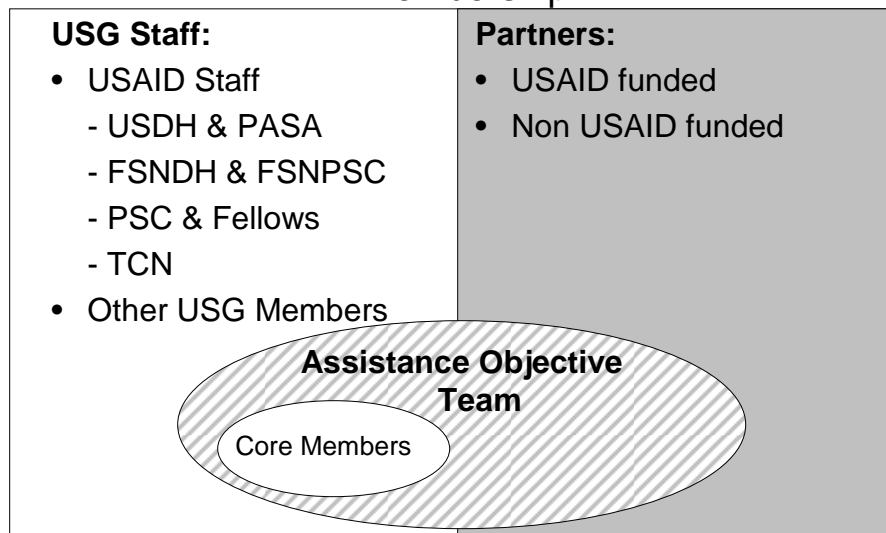 USG Staff:
• USAID Staff
- USDH & PASA
- FSNDH & FSNPSC
- PSC & Fellows
- TCN
• Other USG Members
Partners:
• USAID funded
• Non USAID funded
Assistance Objective
Team
Core Members